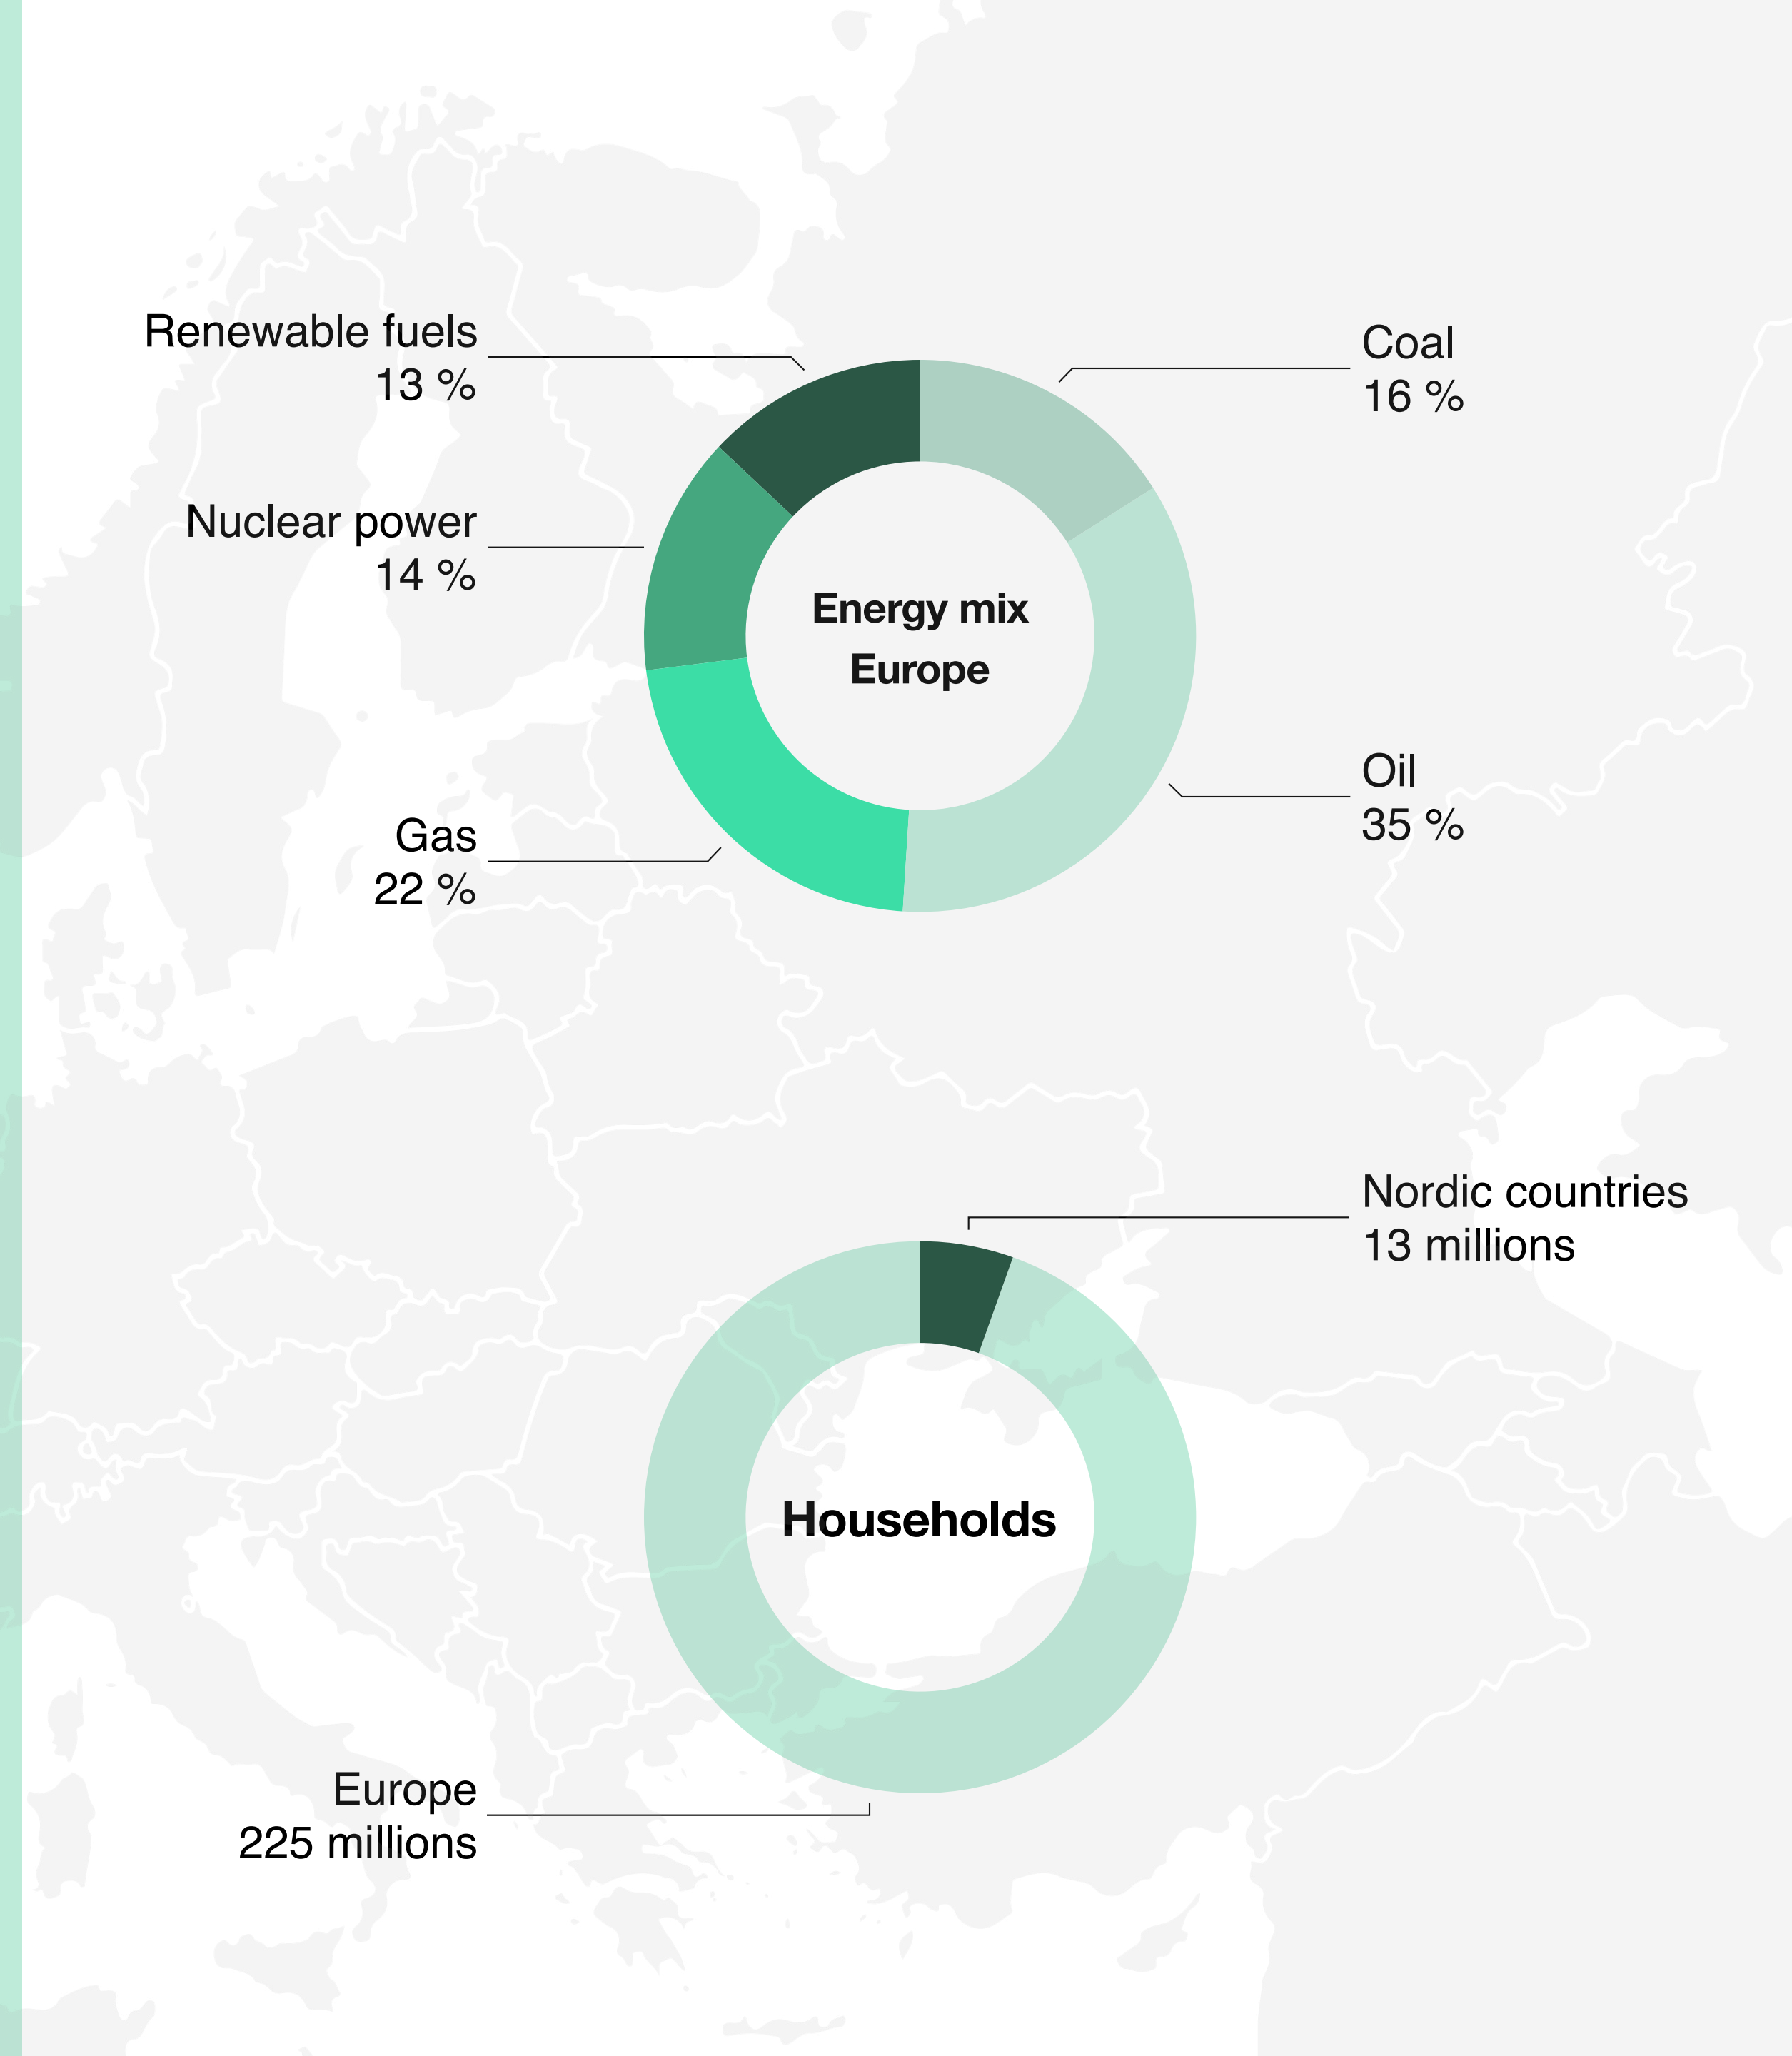 Renewable fuels
13 %
Coal
16 %
Nuclear power
14 %
Energy mix
Europe
Oil
35 %
Gas
22 %
Nordic countries
13 millions
Households
Europe
225 millions